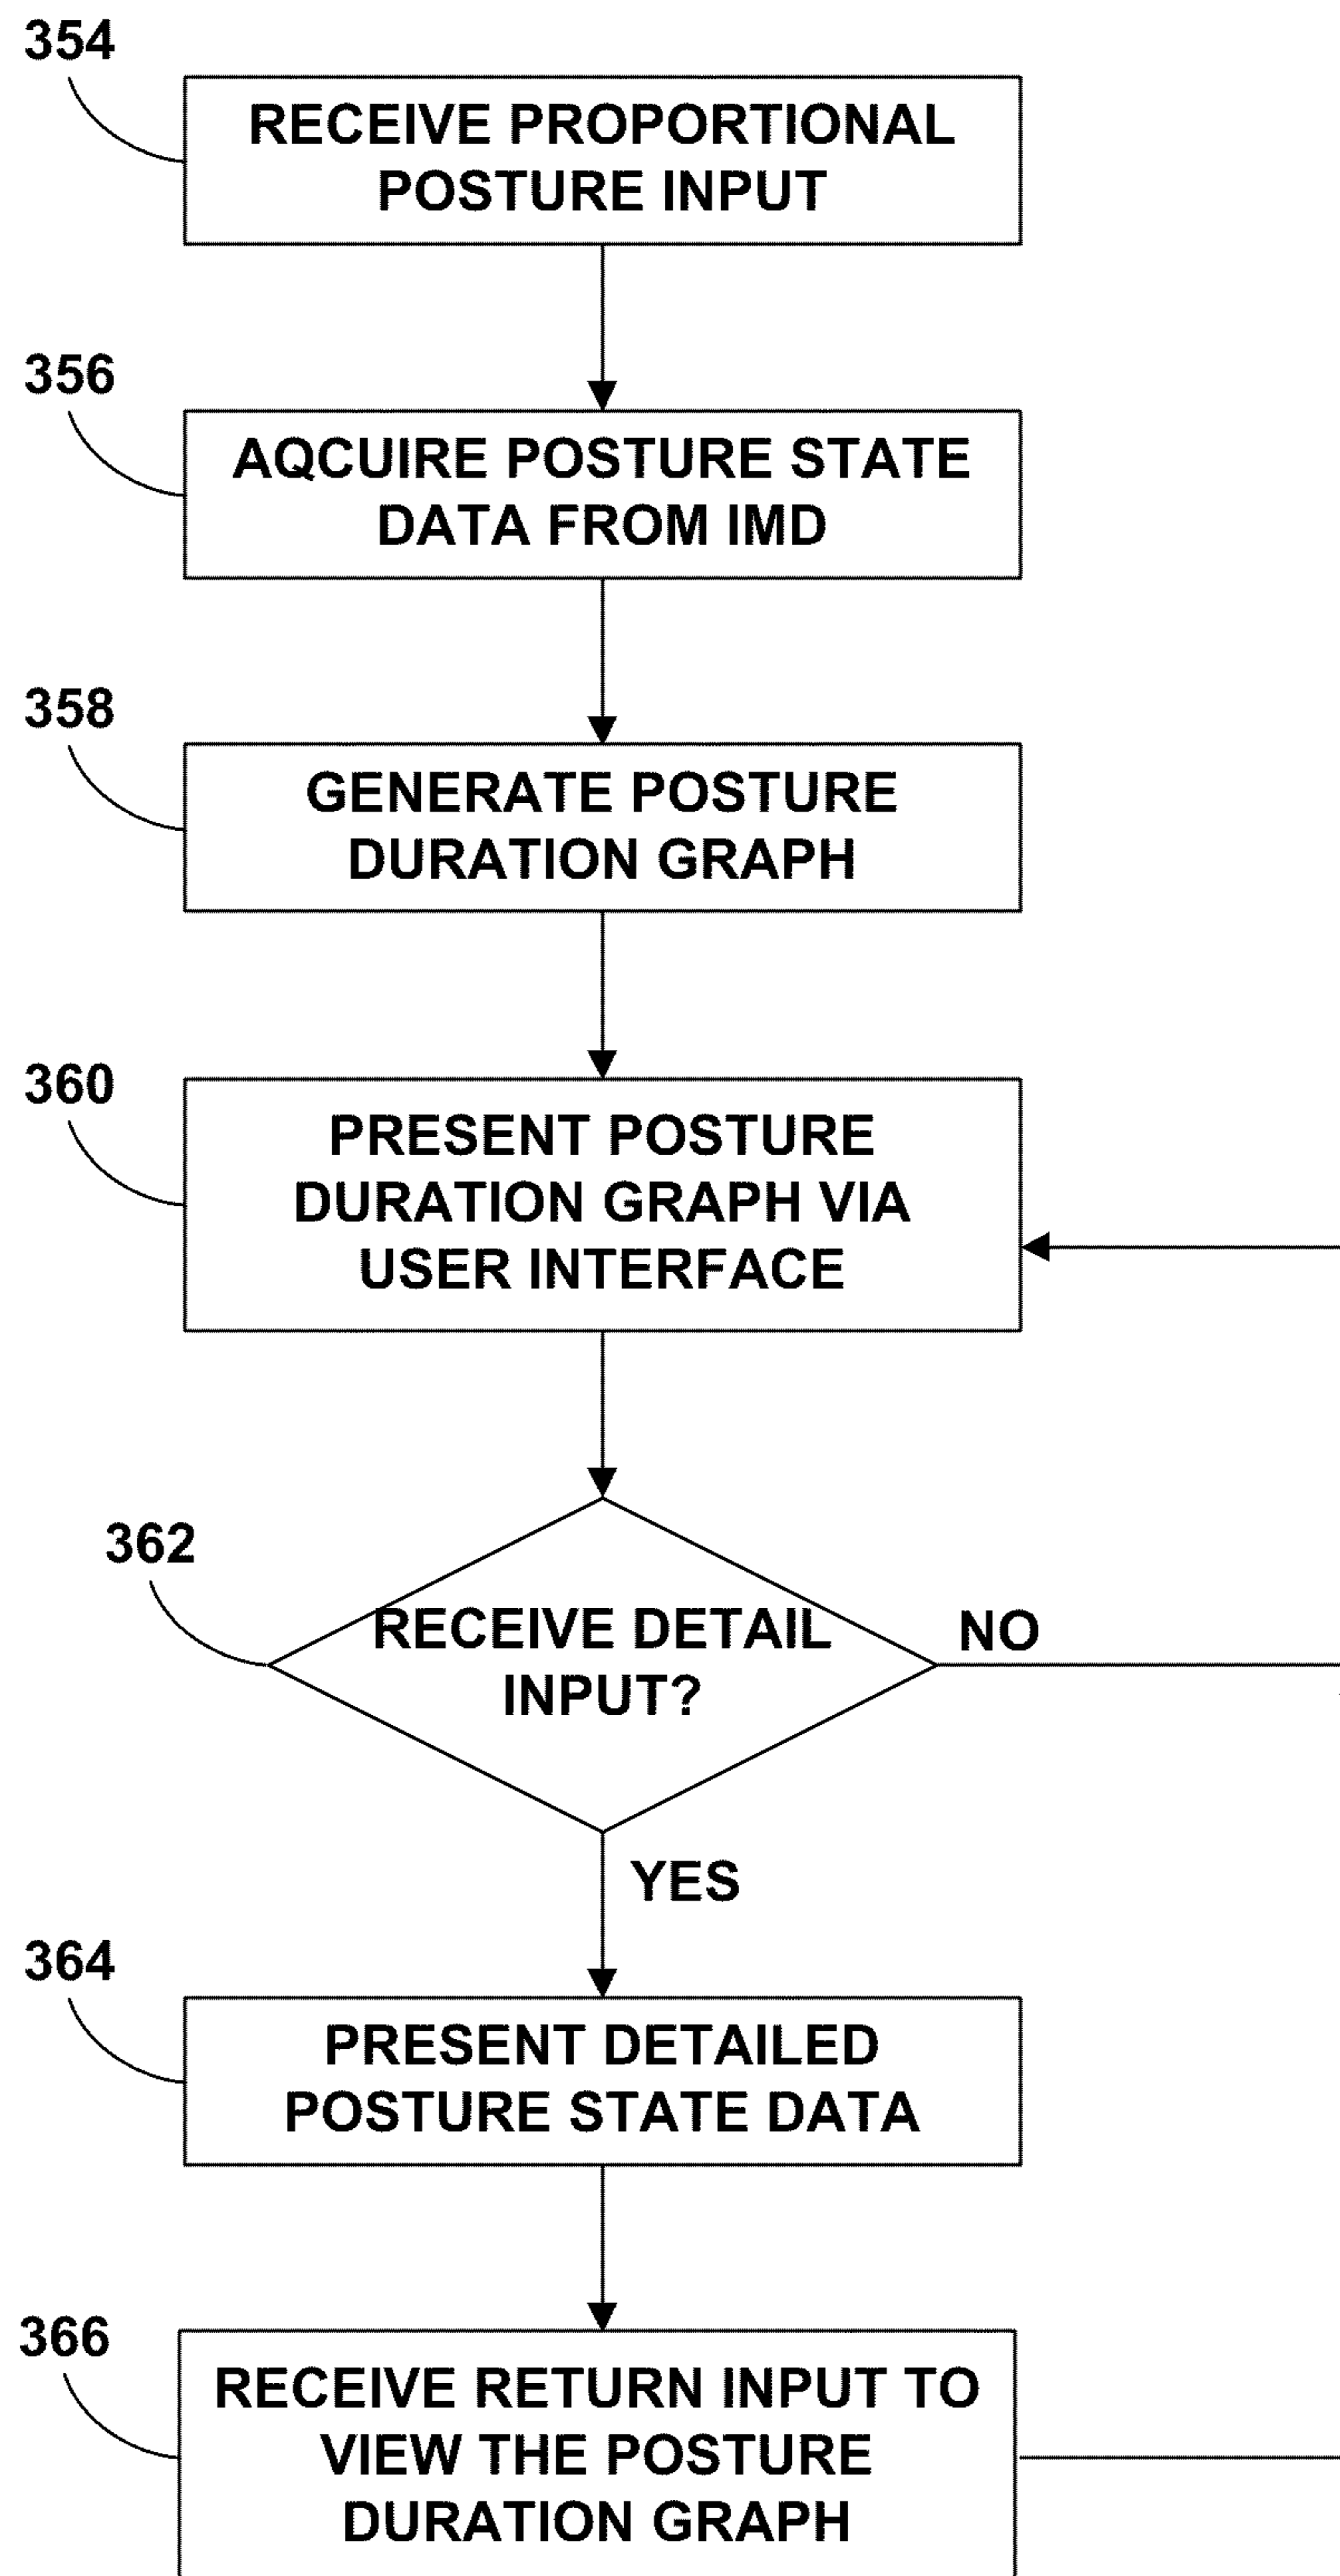 354
RECEIVE PROPORTIONAL
POSTURE INPUT
356
AQCUIRE POSTURE STATE
DATA FROM IMD
358
GENERATE POSTURE
DURATION GRAPH
360
PRESENT POSTURE
DURATION GRAPH VIA
USER INTERFACE
362
RECEIVE DETAIL
INPUT?
NO
YES
364
PRESENT DETAILED
POSTURE STATE DATA
366
RECEIVE RETURN INPUT TO
VIEW THE POSTURE
DURATION GRAPH